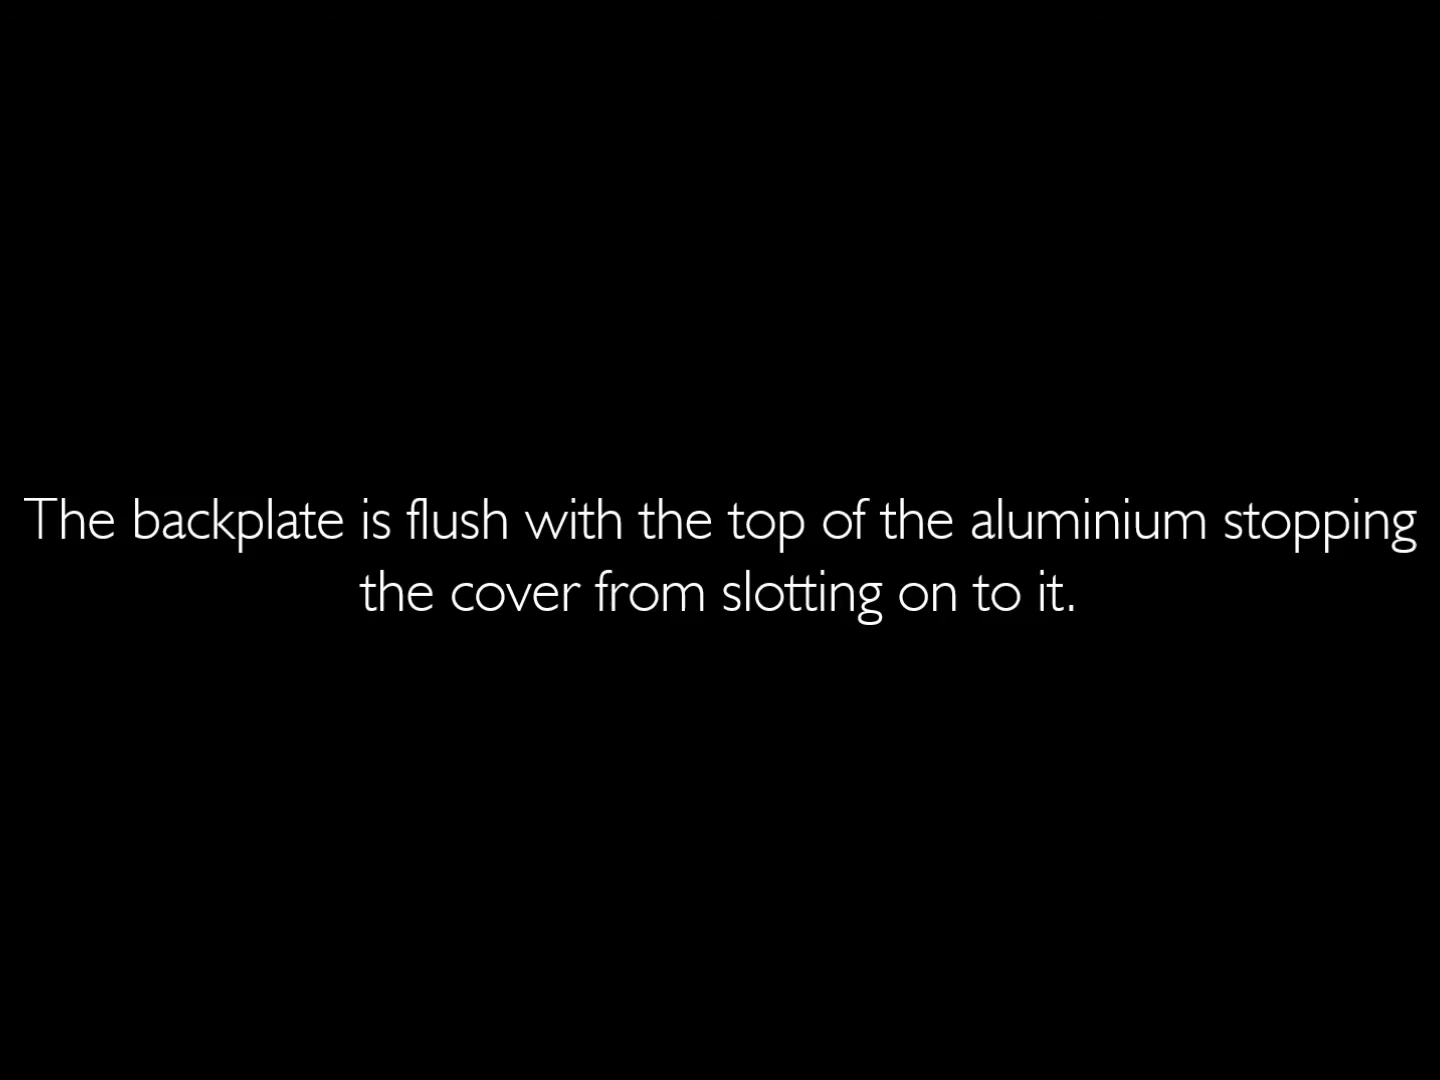 The backplate is flush with the top of the aluminium stopping
the cover from slotting on to it.